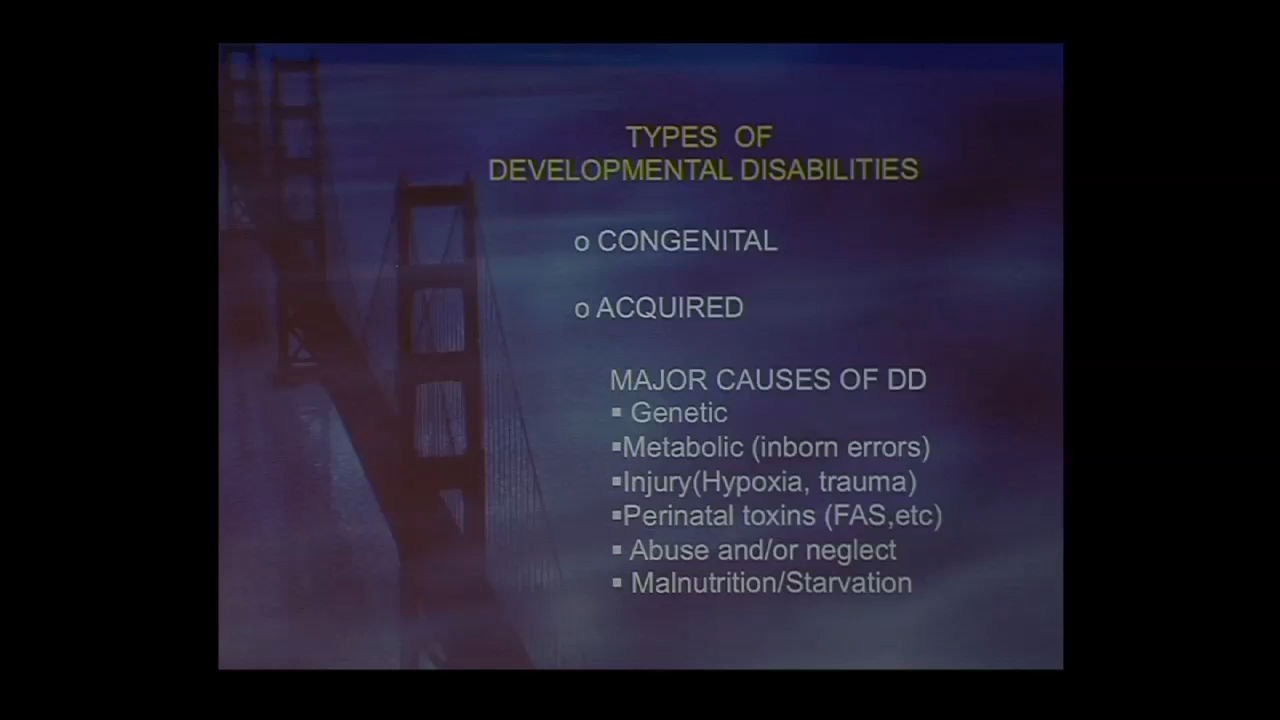 TYPES OF
DEVELOPMENTAL DISABILITIES
o CONGENITAL
o ACQUIRED
MAJOR CAUSES OF DD
▪ Genetic
▪Metabolic (inborn errors)
▪Injury(Hypoxia, trauma)
▪Perinatal toxins (FAS,etc)
▪ Abuse and/or neglect
▪ Malnutrition/Starvation